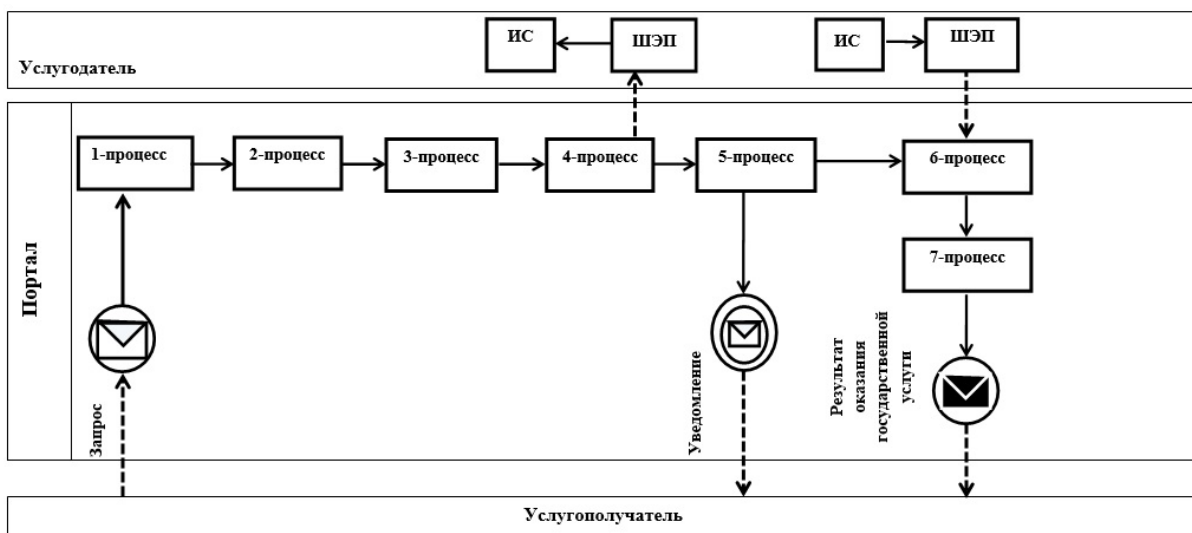 ИС
ШЭП
ИС
ШЭП
Услугодатель
1-процесс
2-процесс
3-процесс
4-процесс
5-процесс
6-процесс
7-процесс
Портал
Запрос
Уведомление
Результат
оказания
государственной
услуги
Услугополучатель